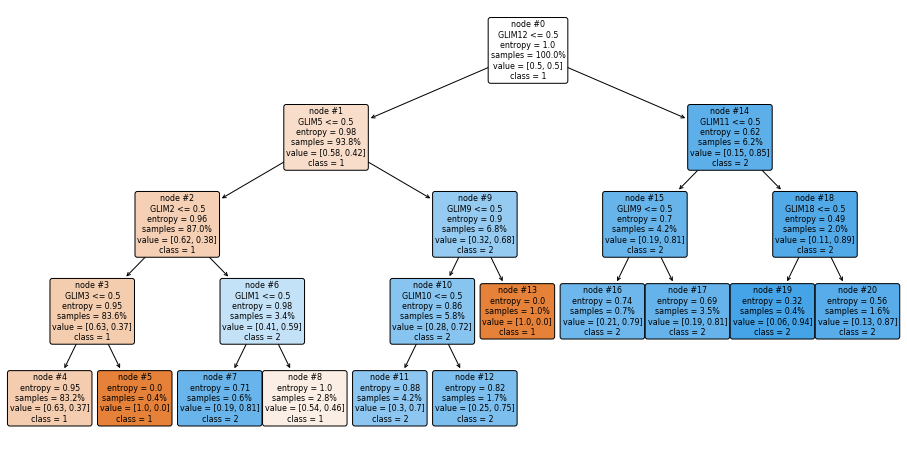 node #0
GLIM12 <= 0.5
entropy = 1.0
samples = 100.0%
value = [0.5, 0.5]
class = 1
node #1
GLIM5 <= 0.5
entropy = 0.98
samples = 93.8%
value = [0.58, 0.42]
class = 1
node #14
GLIM11 <= 0.5
entropy = 0.62
samples = 6.2%
value = [0.15, 0.85]
class = 2
node #2
GLIM2 <= 0.5
entropy = 0.96
samples = 87.0%
value = [0.62, 0.38]
class = 1
node #9
GLIM9 <= 0.5
entropy = 0.9
samples = 6.8%
value = [0.32, 0.68]
class = 2
node #15
GLIM9 <= 0.5
entropy = 0.7
samples = 4.2%
value = [0.19, 0.81]
class = 2
node #18
GLIM18 <= 0.5
entropy = 0.49
samples = 2.0%
value = [0.11, 0.89]
class = 2
node #3
GLIM3 <= 0.5
entropy = 0.95
samples = 83.6%
value = [0.63, 0.37]
class = 1
node #6
GLIM1 <= 0.5
entropy = 0.98
samples = 3.4%
value = [0.41, 0.59]
class = 2
node #10
GLIM10 <= 0.5
entropy = 0.86
samples = 5.8%
value = [0.28, 0.72]
class = 2
node #13
entropy = 0.0
samples = 1.0%
value = [1.0, 0.0]
class = 1
node #16
entropy = 0.74
samples = 0.7%
value = [0.21, 0.79]
class = 2
node #17
entropy = 0.69
samples = 3.5%
value = [0.19, 0.81]
class = 2
node #19
entropy = 0.32
samples = 0.4%
value = [0.06, 0.94]
class = 2
node #20
entropy = 0.56
samples = 1.6%
value = [0.13, 0.87]
class = 2
node #4
entropy = 0.95
samples = 83.2%
value = [0.63, 0.37]
class = 1
node #5
entropy = 0.0
samples = 0.4%
value = [1.0, 0.0]
class = 1
node #7
entropy = 0.71
samples = 0.6%
value = [0.19, 0.81]
class = 2
node #8
entropy = 1.0
samples = 2.8%
value = [0.54, 0.46]
class = 1
node #11
entropy = 0.88
samples = 4.2%
value = [0.3, 0.7]
class = 2
node #12
entropy = 0.82
samples = 1.7%
value = [0.25, 0.75]
class = 2